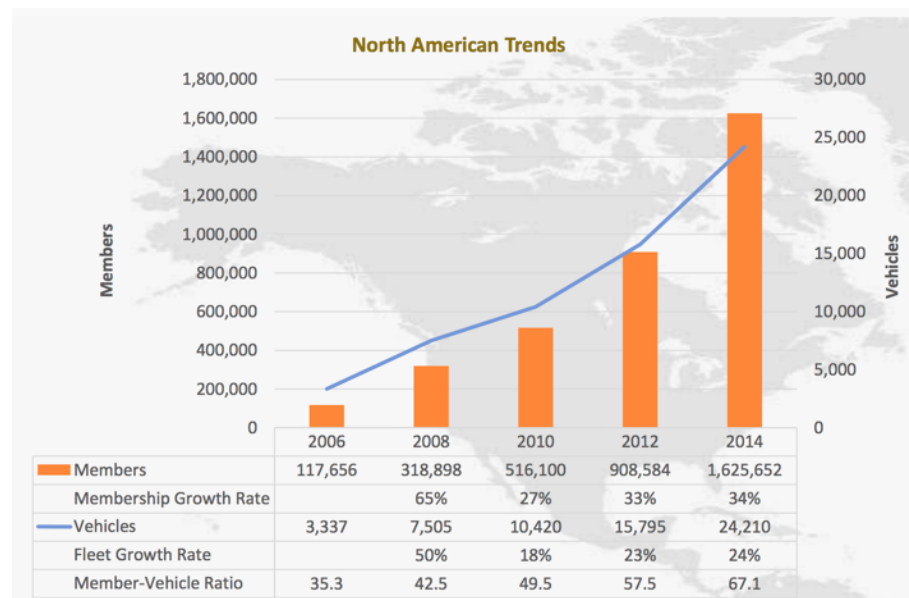 North American Trends
1,800,000 30,000
1,600,000
25,000
1,400,000
1,200,000 20,000
1,000,000
Members
15,000
Vehicles
800,000
600,000 10,000
400,000
5,000
200,000
0 0
2006 2008 2010 2012 2014
Members 117,656 318,898 516,100 908,584 1,625,652
Membership Growth Rate 65% 27% 33% 34%
Vehicles 3,337 7,505 10,420 15,795 24,210
Fleet Growth Rate 50% 18% 23% 24%
Member-Vehicle Ratio 35.3 42.5 49.5 57.5 67.1